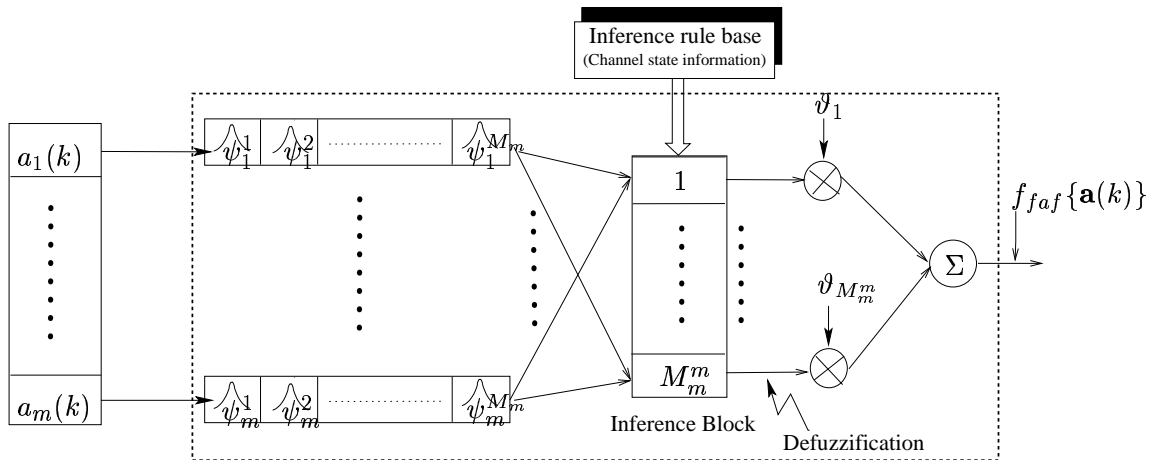 Inference rule base
(Channel state information)
ϑ_1
a_1(k)
ψ_1^1 ψ_1^2 ψ_1^{M_m}
1
f_{faf}{𝐚(k)}
Σ
ϑ_{M_m^m}
a_m(k)
ψ_m^1 ψ_m^2 ψ_m^{M_m}
M_m^m
Inference Block
Defuzzification